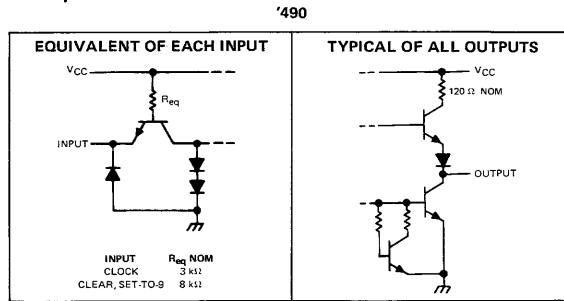 '490
EQUIVALENT OF EACH INPUT
VCC
Req
INPUT
INPUT Req NOM
CLOCK 3 kΩ
CLEAR, SET-TO-9 8 kΩ
TYPICAL OF ALL OUTPUTS
VCC
120 Ω NOM
OUTPUT